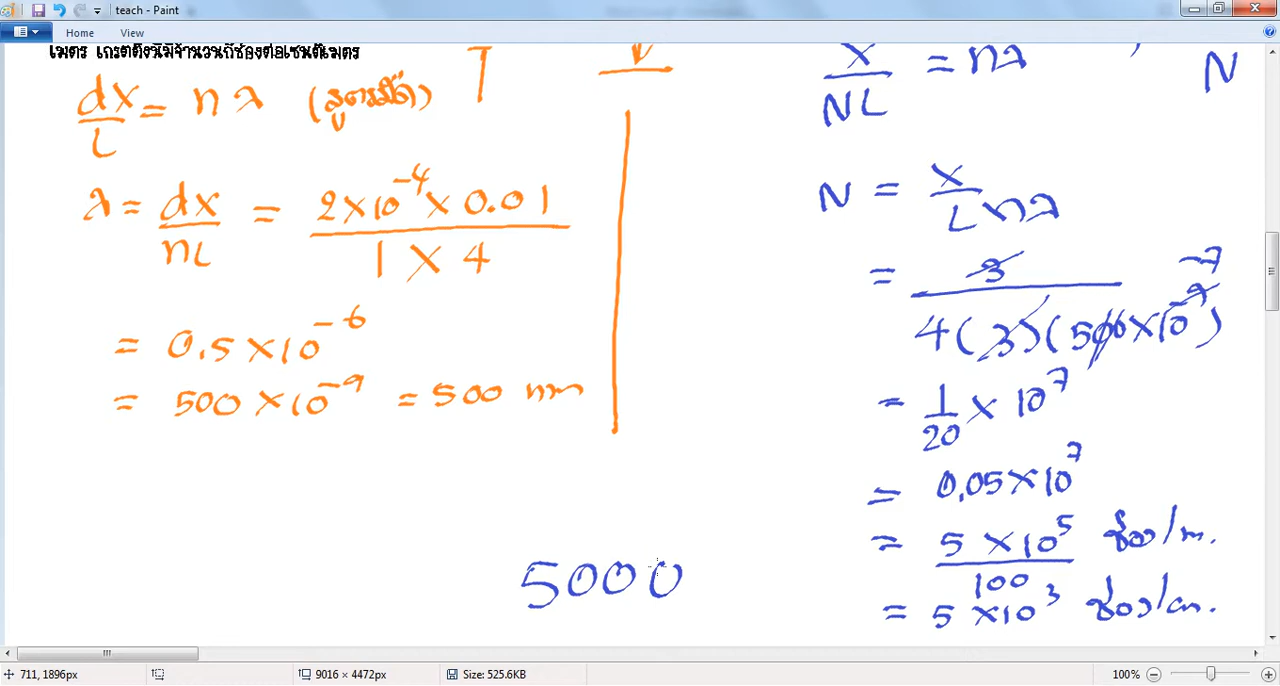 teach - Paint
Home View
เมตร เกรตติงนี้มีจำนวนกี่ช่องต่อเซนติเมตร
dx/L = nλ (สูตรมีด)
λ = dx/nL = 2×10⁻⁴ × 0.01 / 1 × 4
= 0.5 × 10⁻⁶
= 500 × 10⁻⁹ = 500 nm
5000
x/NL = nλ , N
N = x/L nλ
= 3 / 4(3)(500×10⁻⁹) -7
= 1/20 × 10⁷
= 0.05 × 10⁷
= 5 × 10⁵ / 100 ช่อง/m.
= 5 × 10³ ช่อง/cm.
711, 1896px 9016 × 4472px Size: 525.6KB 100%